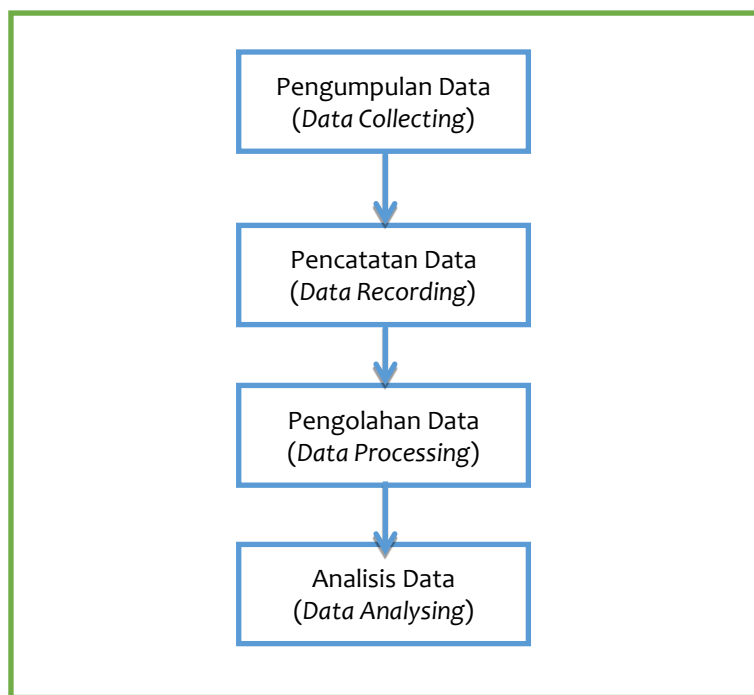 Pengumpulan Data
(Data Collecting)
Pencatatan Data
(Data Recording)
Pengolahan Data
(Data Processing)
Analisis Data
(Data Analysing)